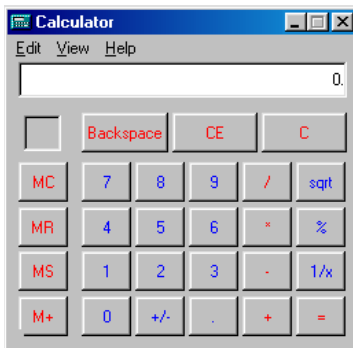 Calculator
Edit View Help
0.
Backspace CE C
MC 7 8 9 / sqrt
MR 4 5 6 * %
MS 1 2 3 - 1/x
M+ 0 +/- . + =